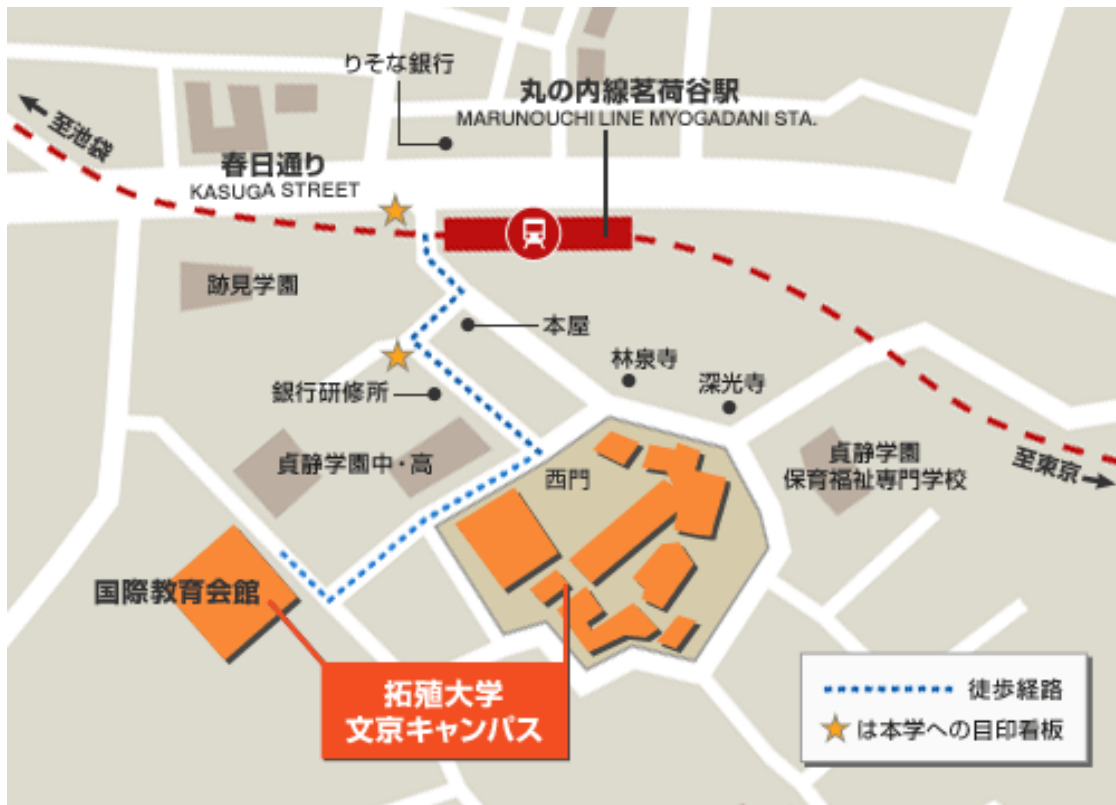 りそな銀行
丸の内線茗荷谷駅
MARUNOUCHI LINE MYOGADANI STA.
至池袋
春日通り
KASUGA STREET
跡見学園
本屋
林泉寺
深光寺
銀行研修所
貞静学園中・高
西門
貞静学園
保育福祉専門学校
至東京
国際教育会館
拓殖大学
文京キャンパス
徒歩経路
は本学への目印看板